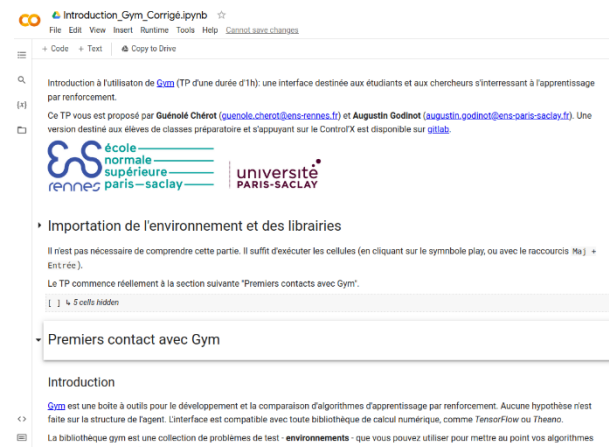 Introduction_Gym_Corrigé.ipynb
File Edit View Insert Runtime Tools Help Cannot save changes
+ Code + Text Copy to Drive
Introduction à l'utilisaton de Gym (TP d'une durée d'1h): une interface destinée aux étudiants et aux chercheurs s'interressant à l'apprentissage
par renforcement.
Ce TP vous est proposé par Guénolé Chérot (guenole.cherot@ens-rennes.fr) et Augustin Godinot (augustin.godinot@ens-paris-saclay.fr). Une
version destiné aux élèves de classes préparatoire et s'appuyant sur le Control'X est disponible sur gitlab.
ENS rennes
école
normale
supérieure
paris—saclay
université
PARIS-SACLAY
Importation de l'environnement et des librairies
Il n'est pas nécessaire de comprendre cette partie. Il suffit d'exécuter les cellules (en cliquant sur le symnbole play, ou avec le raccourcis Maj +
Entrée).
Le TP commence réellement à la section suivante "Premiers contacts avec Gym".
[ ] ↳ 5 cells hidden
Premiers contact avec Gym
Introduction
Gym est une boîte à outils pour le développement et la comparaison d'algorithmes d'apprentissage par renforcement. Aucune hypothèse n'est
faite sur la structure de l'agent. L'interface est compatible avec toute bibliothèque de calcul numérique, comme TensorFlow ou Theano.
La bibliothèque gym est une collection de problèmes de test - environnements - que vous pouvez utiliser pour mettre au point vos algorithmes